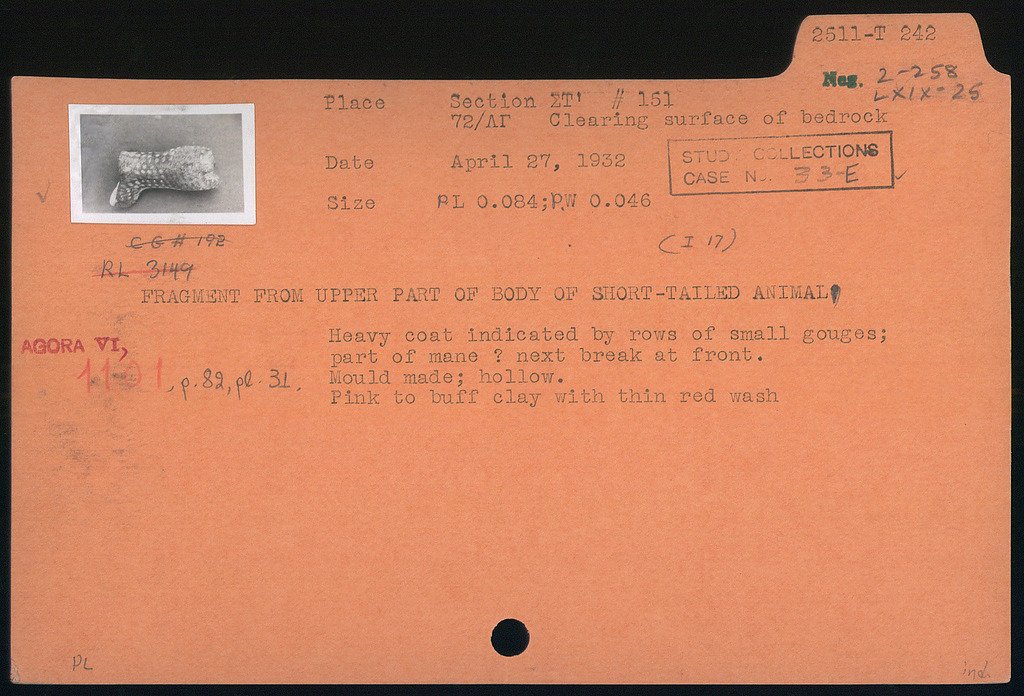 2511-T 242
Neg. 2-258
LXIX-25
Place Section ΣΤ' # 151
72/ΛΓ Clearing surface of bedrock
Date April 27, 1932
STUD COLLECTIONS
CASE No. 33-E
Size PL 0.084; PW 0.046
CG # 192
(I 17)
RL 3149
FRAGMENT FROM UPPER PART OF BODY OF SHORT-TAILED ANIMAL
Heavy coat indicated by rows of small gouges;
AGORA VI,
part of mane ? next break at front.
1101, p. 82, pl. 31.
Mould made; hollow.
Pink to buff clay with thin red wash
PL
ind